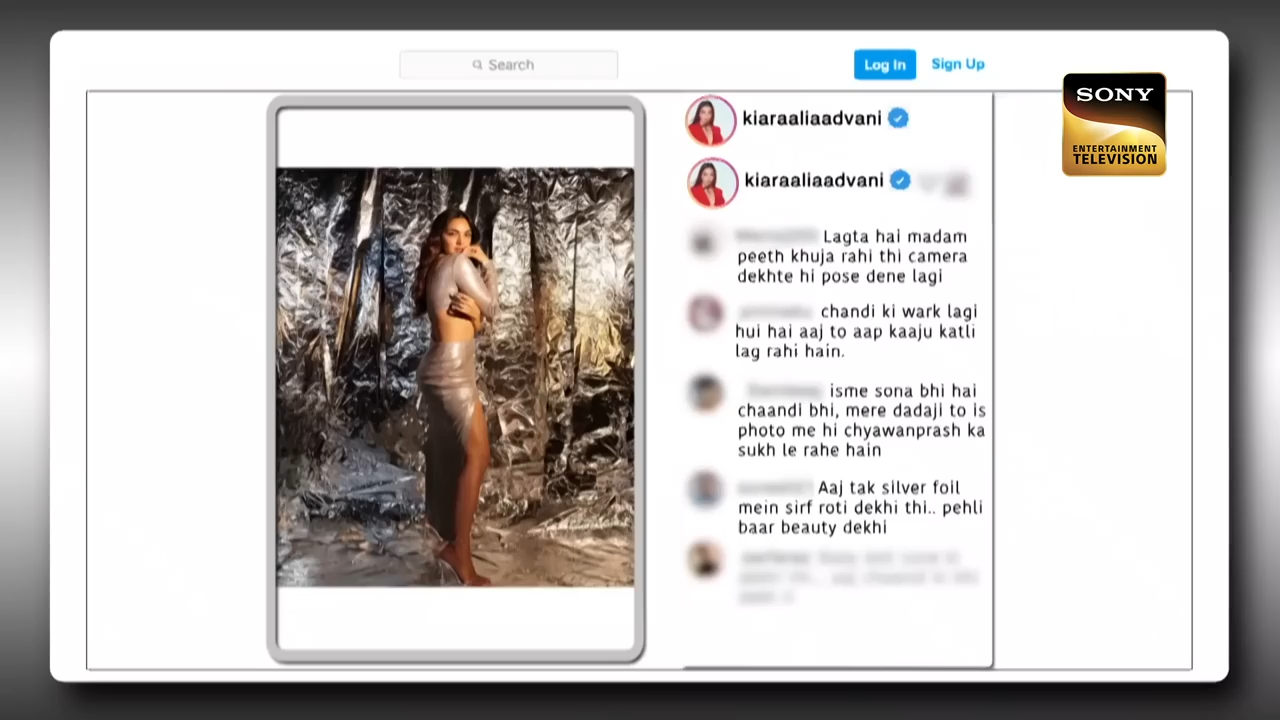 Search
Log In
Sign Up
SONY
ENTERTAINMENT
TELEVISION
kiaraaliaadvani
kiaraaliaadvani
Lagta hai madam
peeth khuja rahi thi camera
dekhte hi pose dene lagi
chandi ki wark lagi
hui hai aaj to aap kaaju katli
lag rahi hain.
isme sona bhi hai
chaandi bhi, mere dadaji to is
photo me hi chyawanprash ka
sukh le rahe hain
Aaj tak silver foil
mein sirf roti dekhi thi.. pehli
baar beauty dekhi